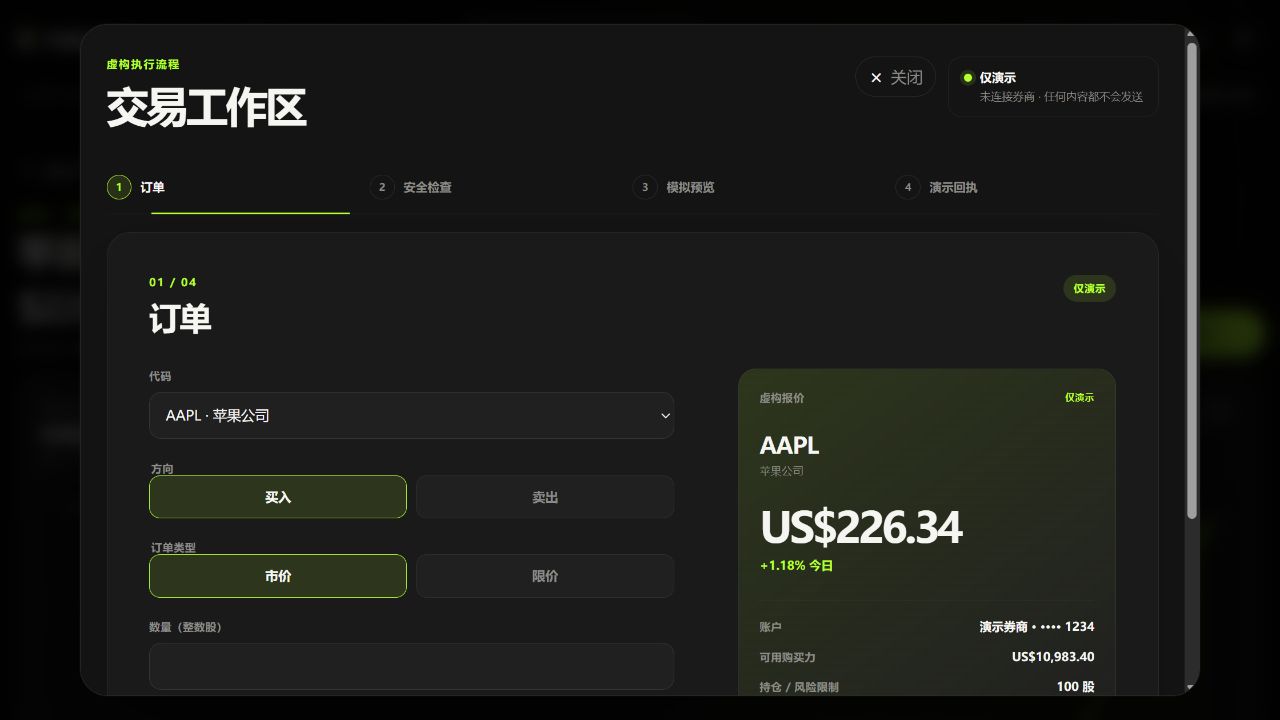 虚构执行流程
交易工作区
× 关闭
仅演示
未连接券商 · 任何内容都不会发送
1 订单
2 安全检查
3 模拟预览
4 演示回执
01 / 04
订单
仅演示
代码
AAPL · 苹果公司
方向
买入
卖出
订单类型
市价
限价
数量（整数股）
虚构报价
仅演示
AAPL
苹果公司
US$226.34
+1.18% 今日
账户
演示券商 • •••• 1234
可用购买力
US$10,983.40
持仓 / 风险限制
100 股